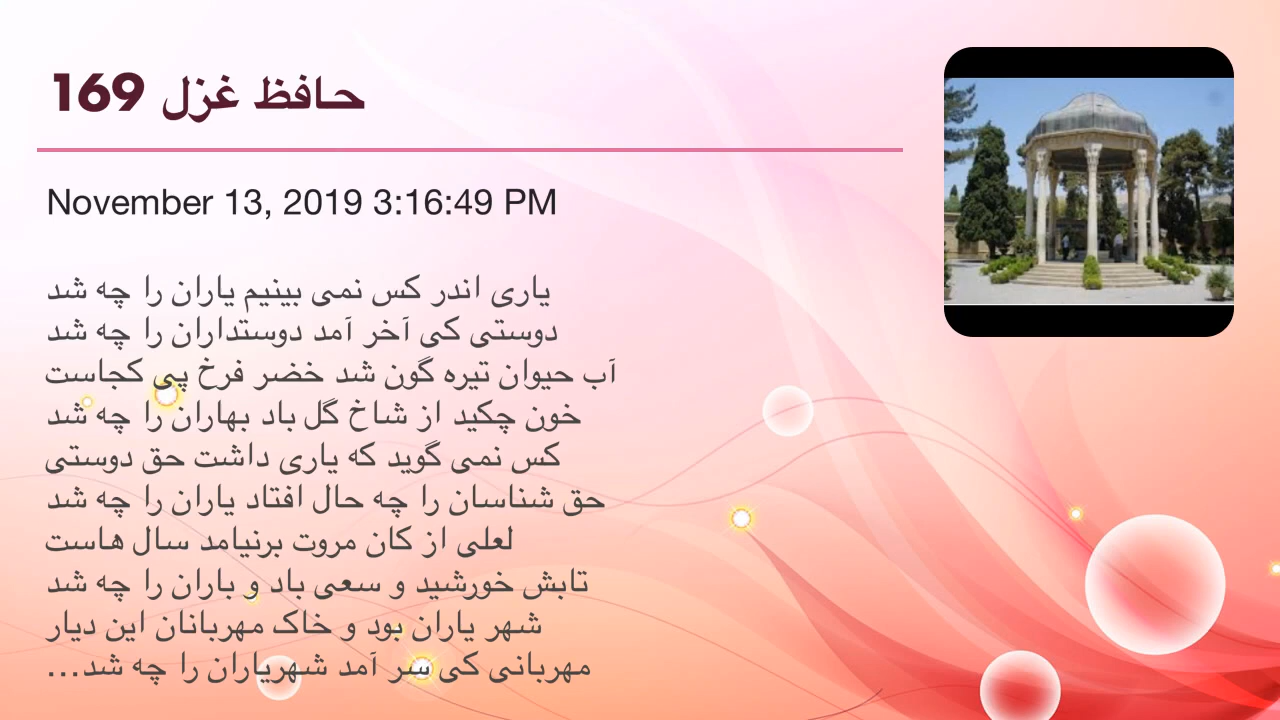 حافظ غزل 169
November 13, 2019 3:16:49 PM
یاری اندر کس نمی بینیم یاران را چه شد
دوستی کی آخر آمد دوستداران را چه شد
آب حیوان تیره گون شد خضر فرخ پی کجاست
خون چکید از شاخ گل باد بهاران را چه شد
کس نمی گوید که یاری داشت حق دوستی
حق شناسان را چه حال افتاد یاران را چه شد
لعلی از کان مروت برنیامد سال هاست
تابش خورشید و سعی باد و باران را چه شد
شهر یاران بود و خاک مهربانان این دیار
مهربانی کی سر آمد شهریاران را چه شد...